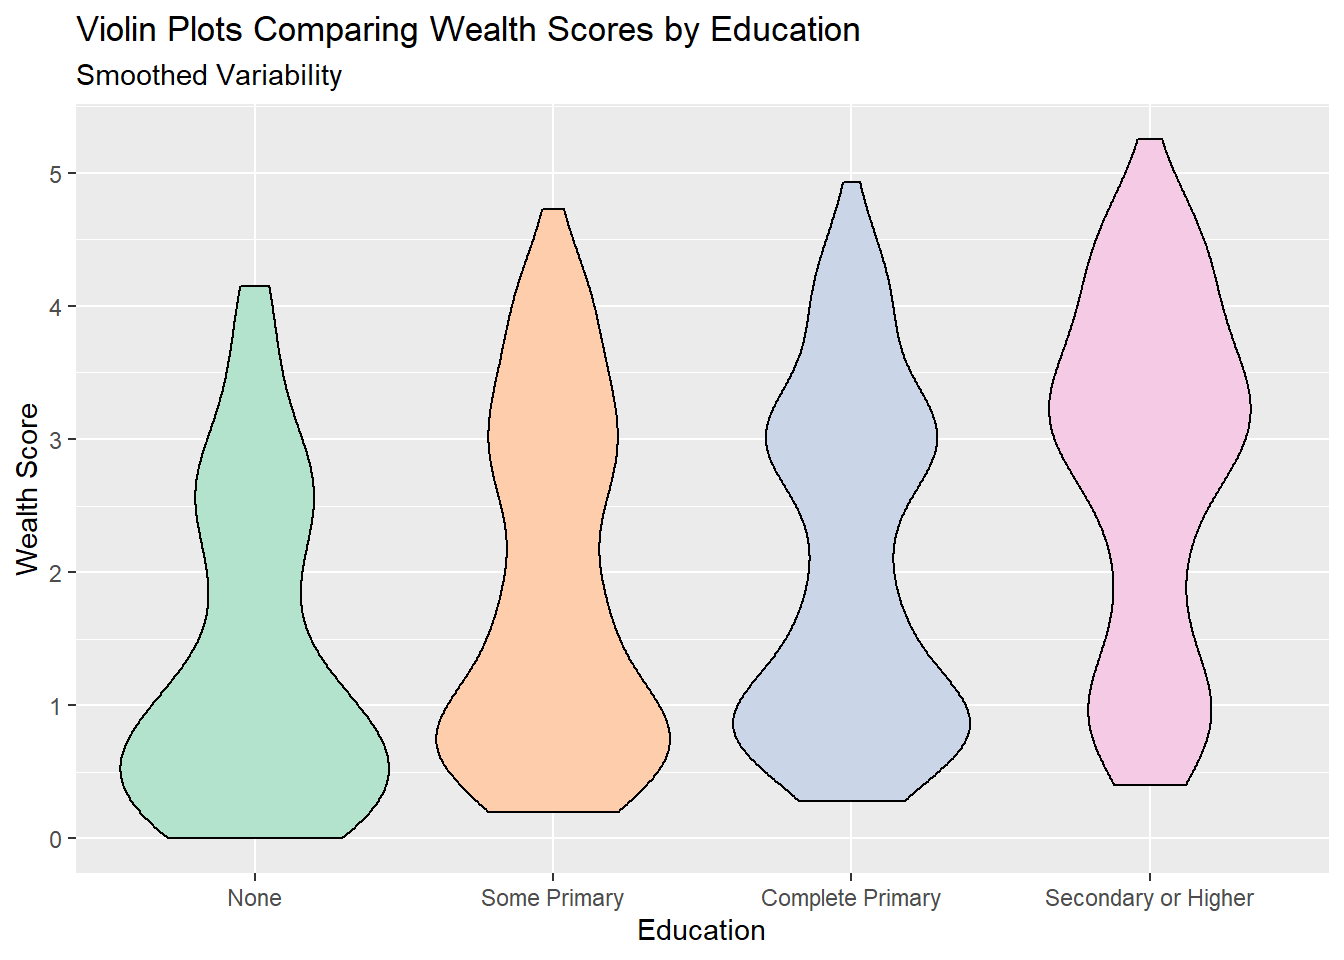 Violin Plots Comparing Wealth Scores by Education
Smoothed Variability
5
4
3
2
1
0
Wealth Score
None
Some Primary
Complete Primary
Secondary or Higher
Education